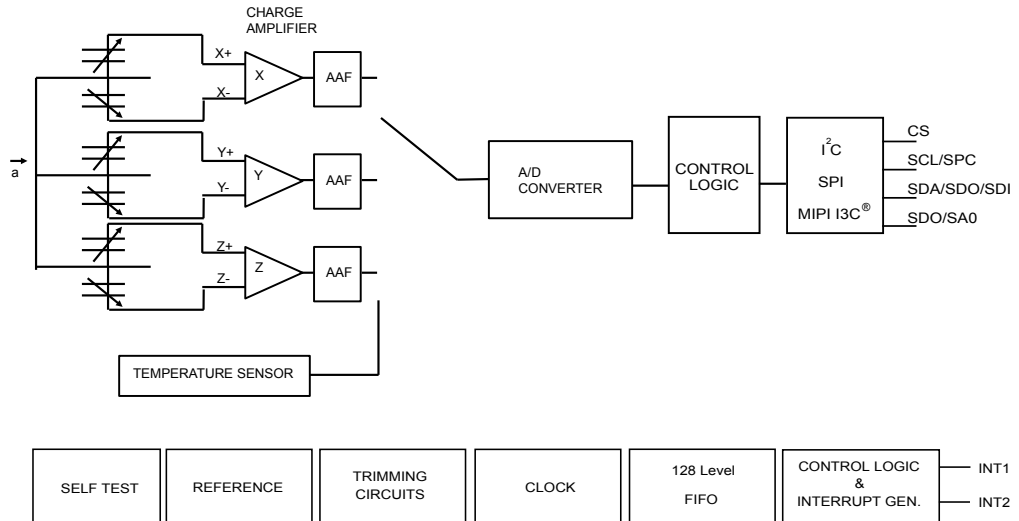 CHARGE
AMPLIFIER
X+
X
X-
AAF
Y+
Y
Y-
AAF
a
Z+
Z
Z-
AAF
TEMPERATURE SENSOR
A/D
CONVERTER
CONTROL
LOGIC
I²C
SPI
MIPI I3C®
CS
SCL/SPC
SDA/SDO/SDI
SDO/SA0
SELF TEST
REFERENCE
TRIMMING
CIRCUITS
CLOCK
128 Level
FIFO
CONTROL LOGIC
&
INTERRUPT GEN.
INT1
INT2